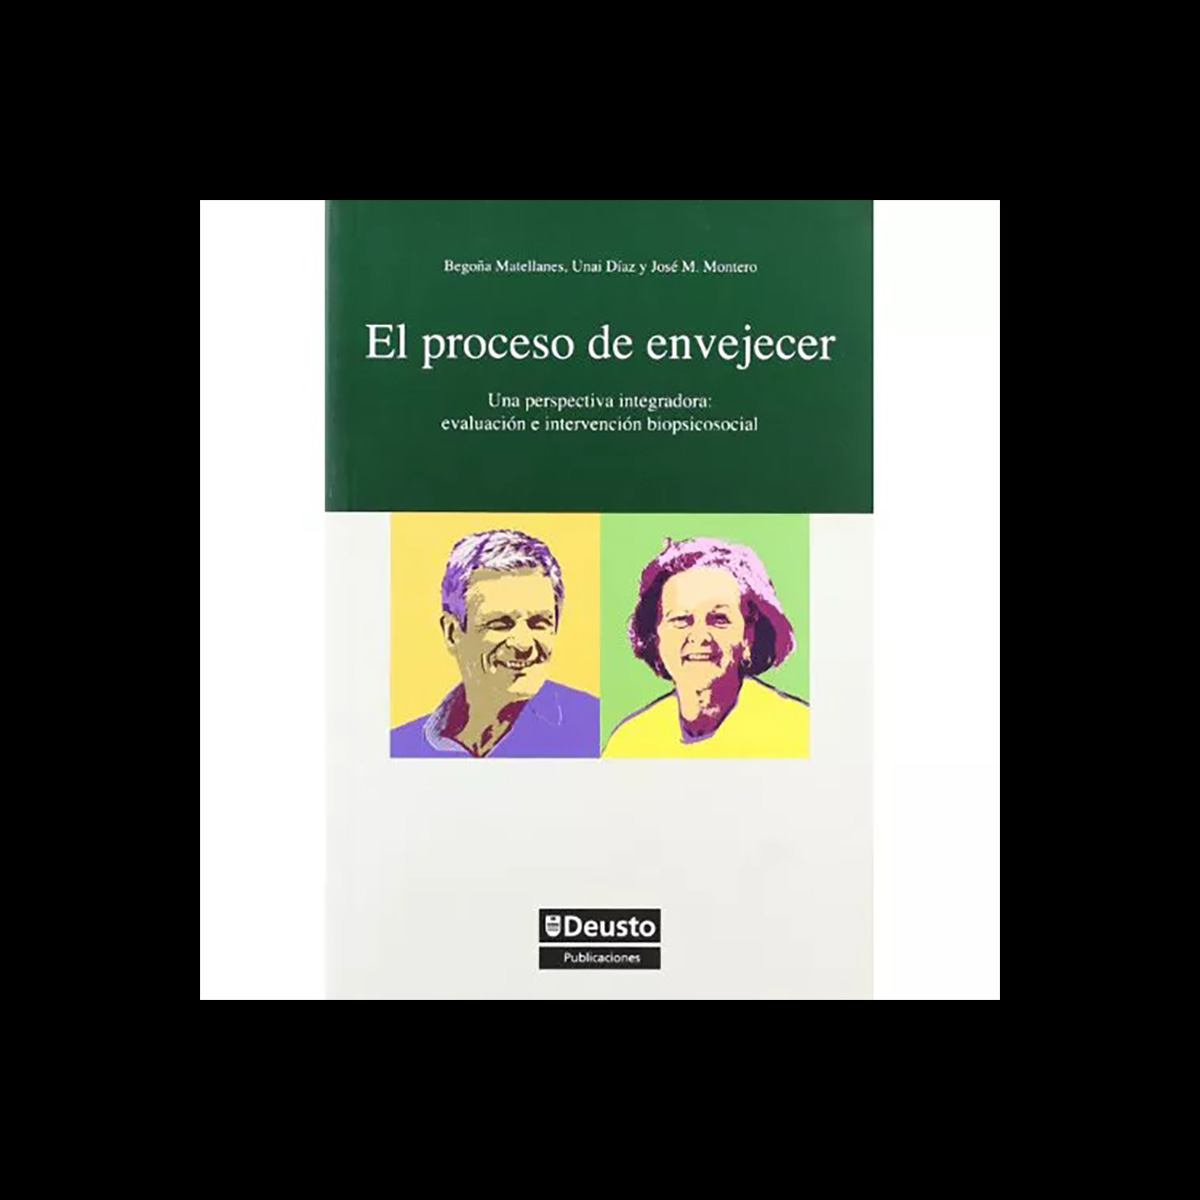 Begoña Matellanes, Unai Díaz y José M. Montero
El proceso de envejecer
Una perspectiva integradora:
evaluación e intervención biopsicosocial
Deusto
Publicaciones